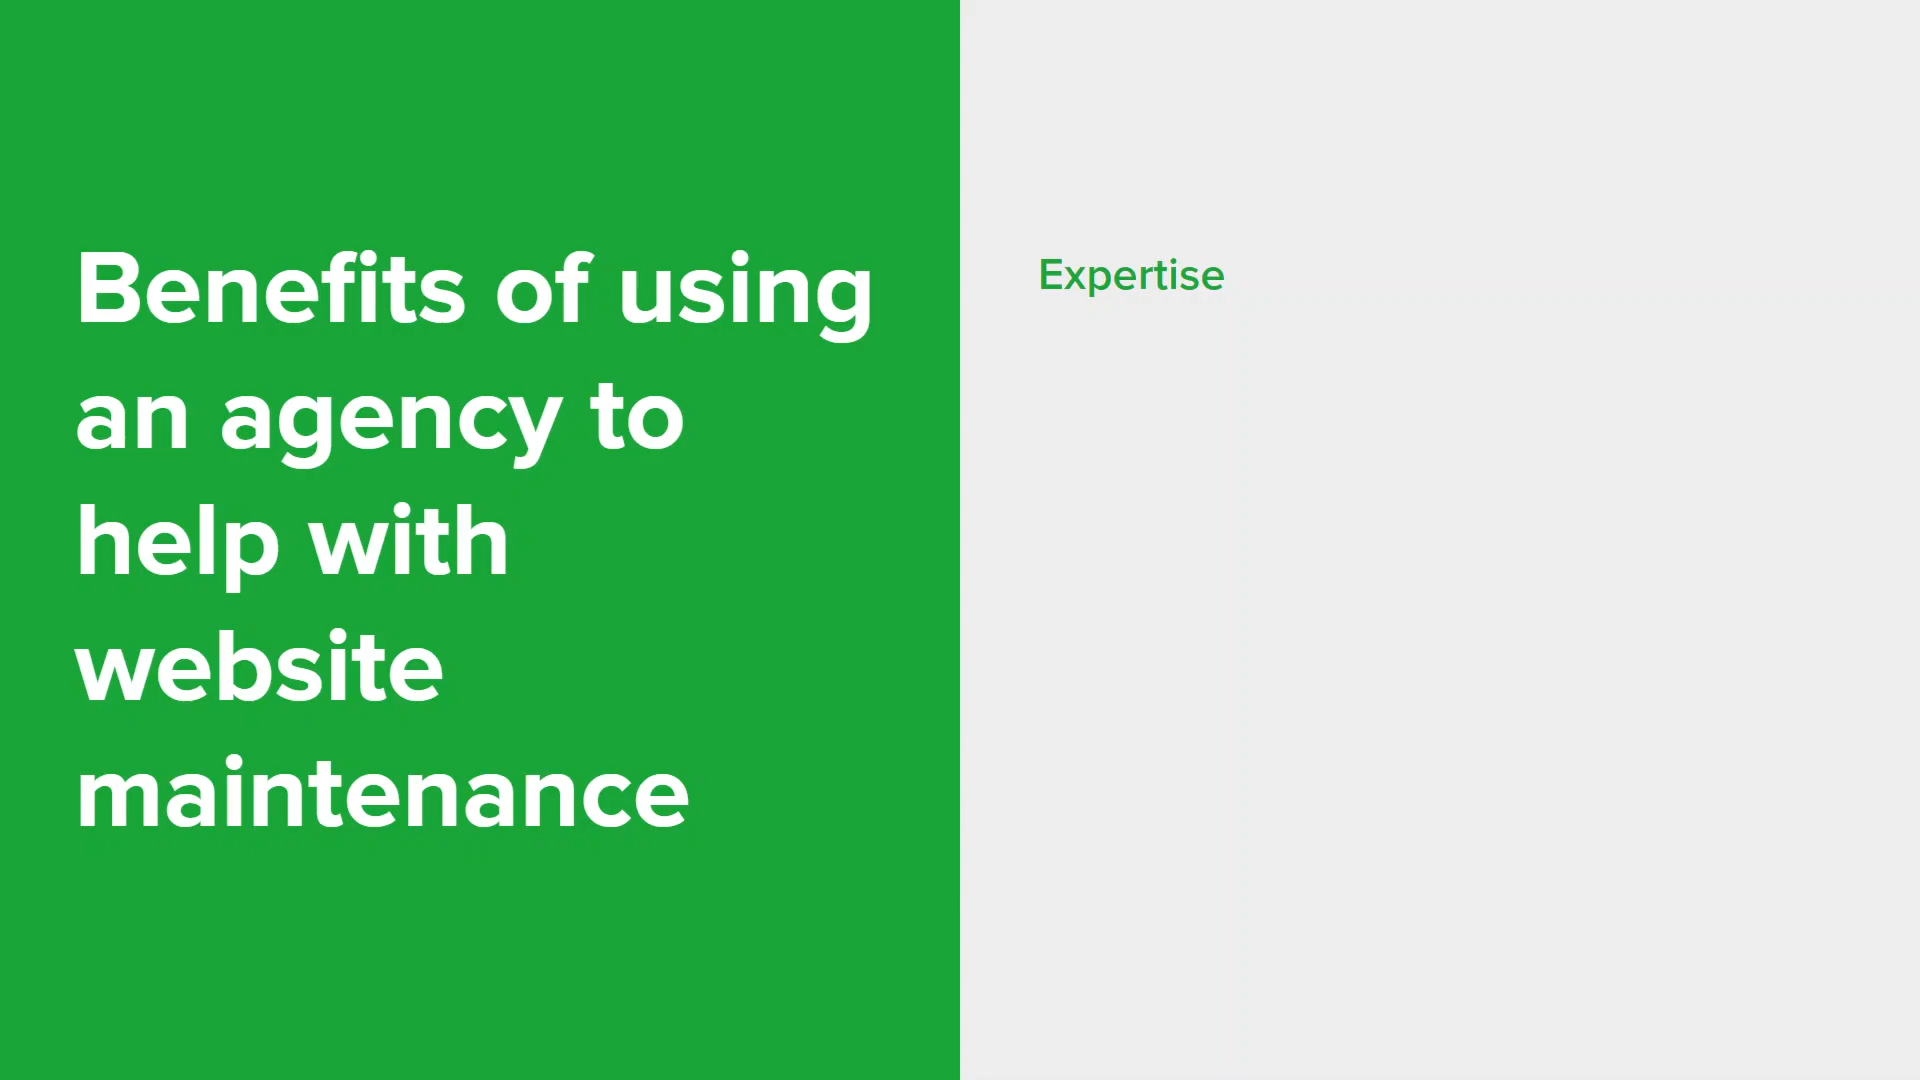 Benefits of using
an agency to
help with
website
maintenance
Expertise